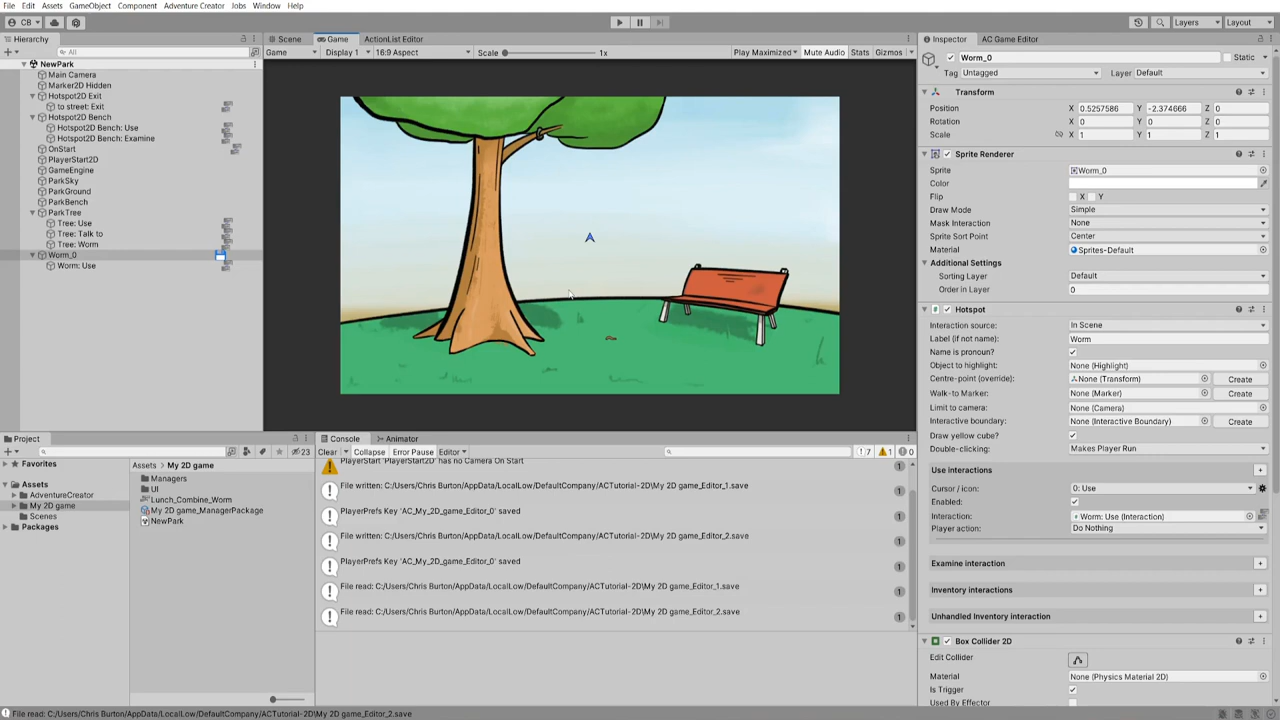 File Edit Assets GameObject Component Adventure Creator Jobs Window Help
CB Layers Layout
Hierarchy
All
NewPark
Main Camera
Marker2D Hidden
Hotspot2D Exit
to street: Exit
Hotspot2D Bench
Hotspot2D Bench: Use
Hotspot2D Bench: Examine
OnStart
PlayerStart2D
GameEngine
ParkSky
ParkGround
ParkBench
ParkTree
Tree: Use
Tree: Talk to
Tree: Worm
Worm_0
Worm: Use
Scene Game ActionList Editor
Game Display 1 16:9 Aspect Scale 1x Play Maximized Mute Audio Stats Gizmos
Inspector AC Game Editor
Worm_0 Static
Tag Untagged Layer Default
Transform
Position X 0.5257586 Y -2.374666 Z 0
Rotation X 0 Y 0 Z 0
Scale X 1 Y 1 Z 1
Sprite Renderer
Sprite Worm_0
Color
Flip X Y
Draw Mode Simple
Mask Interaction None
Sprite Sort Point Center
Material Sprites-Default
Additional Settings
Sorting Layer Default
Order in Layer 0
Hotspot
Interaction source: In Scene
Label (if not name): Worm
Name is pronoun?
Object to highlight: None (Highlight)
Centre-point (override): None (Transform) Create
Walk-to Marker: None (Marker) Create
Limit to camera: None (Camera)
Interactive boundary: None (Interactive Boundary) Create
Draw yellow cube?
Double-clicking: Makes Player Run
Use interactions
Cursor / icon: 0: Use
Enabled:
Interaction: Worm: Use (Interaction)
Player action: Do Nothing
Examine interaction
Inventory interactions
Unhandled Inventory interaction
Box Collider 2D
Edit Collider
Material None (Physics Material 2D)
Is Trigger
Used By Effector
Project
23
Favorites
Assets
AdventureCreator
My 2D game
Scenes
Packages
Assets My 2D game
Managers
UI
Lunch_Combine_Worm
My 2D game_ManagerPackage
NewPark
Console Animator
Clear Collapse Error Pause Editor 7 1 0
PlayerStart 'PlayerStart2D' has no Camera On Start 1
File written: C:/Users/Chris Burton/AppData/LocalLow/DefaultCompany/ACTutorial-2D\My 2D game_Editor_1.save 1
PlayerPrefs Key 'AC_My_2D_game_Editor_0' saved 1
File written: C:/Users/Chris Burton/AppData/LocalLow/DefaultCompany/ACTutorial-2D\My 2D game_Editor_2.save 1
PlayerPrefs Key 'AC_My_2D_game_Editor_0' saved 1
File read: C:/Users/Chris Burton/AppData/LocalLow/DefaultCompany/ACTutorial-2D\My 2D game_Editor_1.save 1
File read: C:/Users/Chris Burton/AppData/LocalLow/DefaultCompany/ACTutorial-2D\My 2D game_Editor_2.save 1
File read: C:/Users/Chris Burton/AppData/LocalLow/DefaultCompany/ACTutorial-2D\My 2D game_Editor_2.save